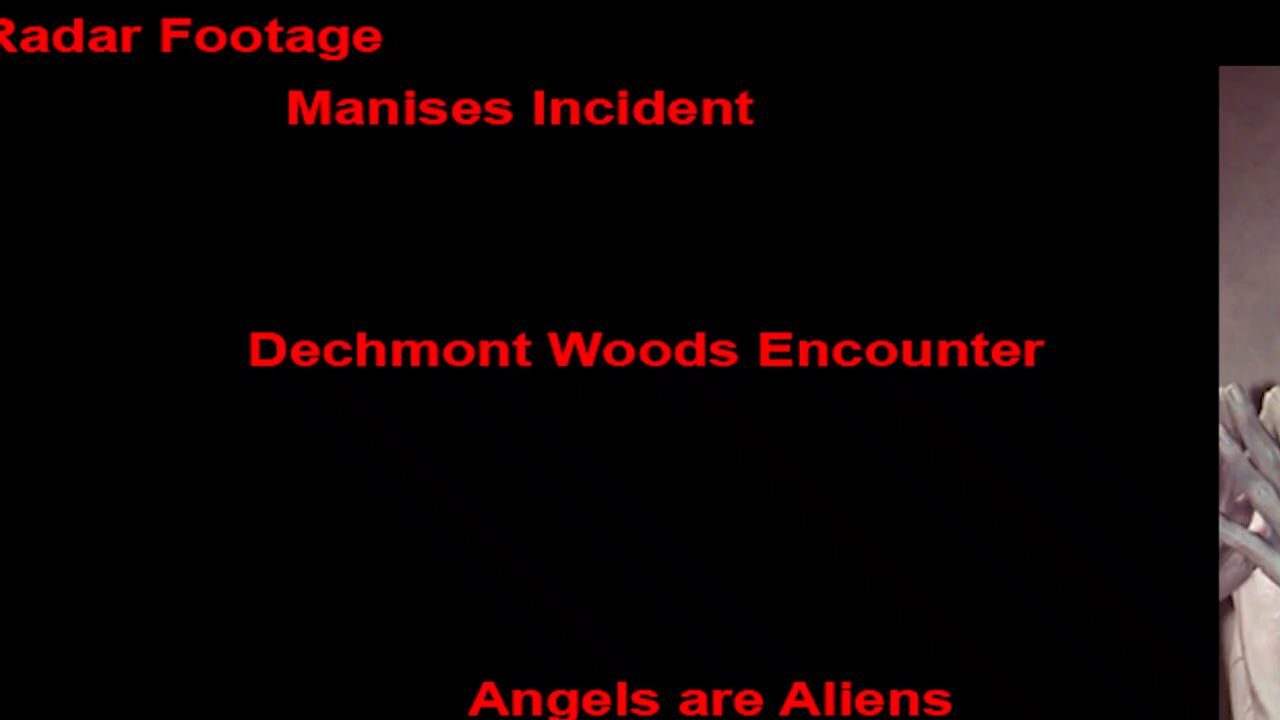 Radar Footage
Manises Incident
Dechmont Woods Encounter
Angels are Aliens